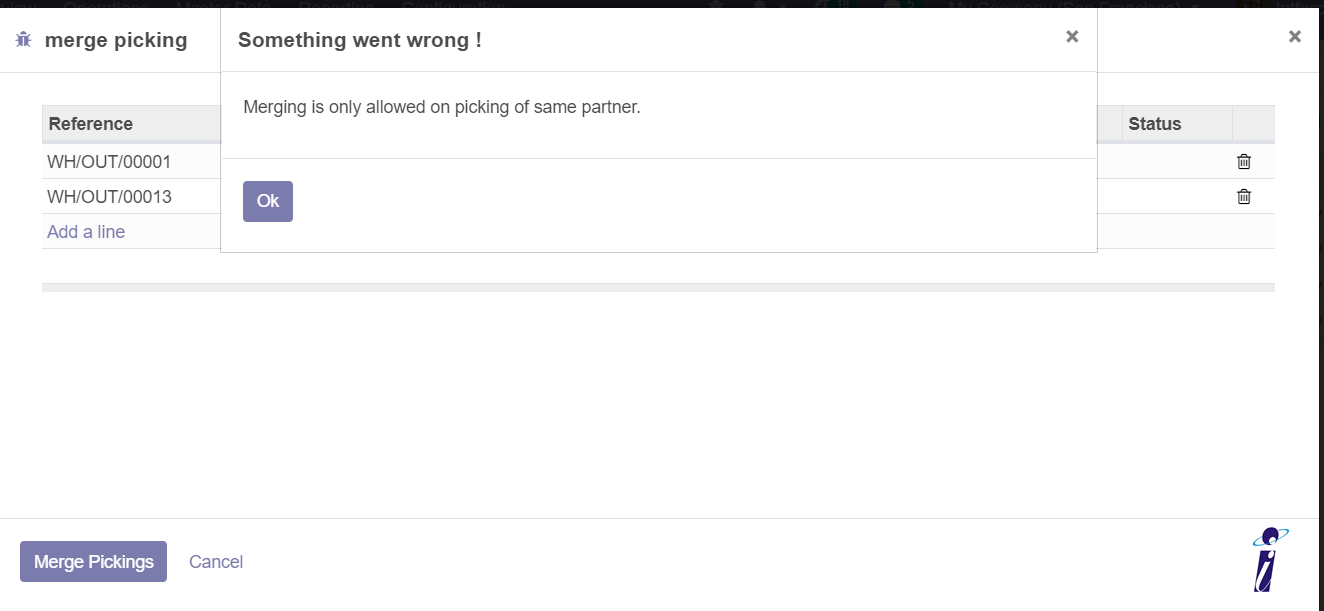 merge picking
Something went wrong !
×
×
Merging is only allowed on picking of same partner.
Reference
Status
WH/OUT/00001
WH/OUT/00013
Add a line
Ok
Merge Pickings
Cancel